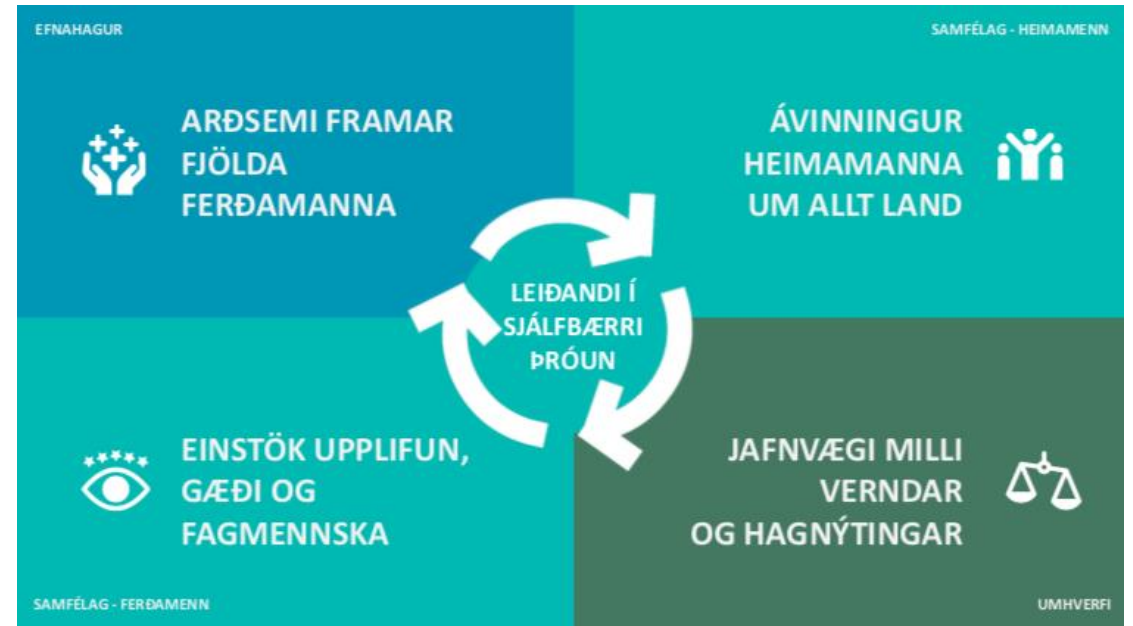 EFNAHAGUR
ARÐSEMI FRAMAR
FJÖLDA
FERÐAMANNA
SAMFÉLAG - HEIMAMENN
ÁVINNINGUR
HEIMAMANNA
UM ALLT LAND
LEIÐANDI Í
SJÁLFBÆRRI
ÞRÓUN
EINSTÖK UPPLIFUN,
GÆÐI OG
FAGMENNSKA
SAMFÉLAG - FERÐAMENN
JAFNVÆGI MILLI
VERNDAR
OG HAGNÝTINGAR
UMHVERFI